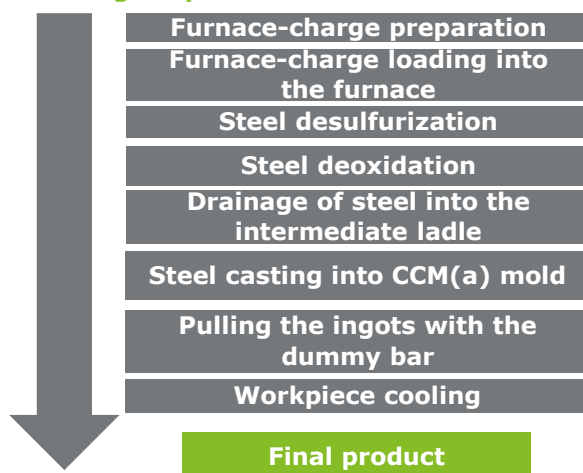 Furnace-charge preparation
Furnace-charge loading into
the furnace
Steel desulfurization
Steel deoxidation
Drainage of steel into the
intermediate ladle
Steel casting into CCM(a) mold
Pulling the ingots with the
dummy bar
Workpiece cooling
Final product